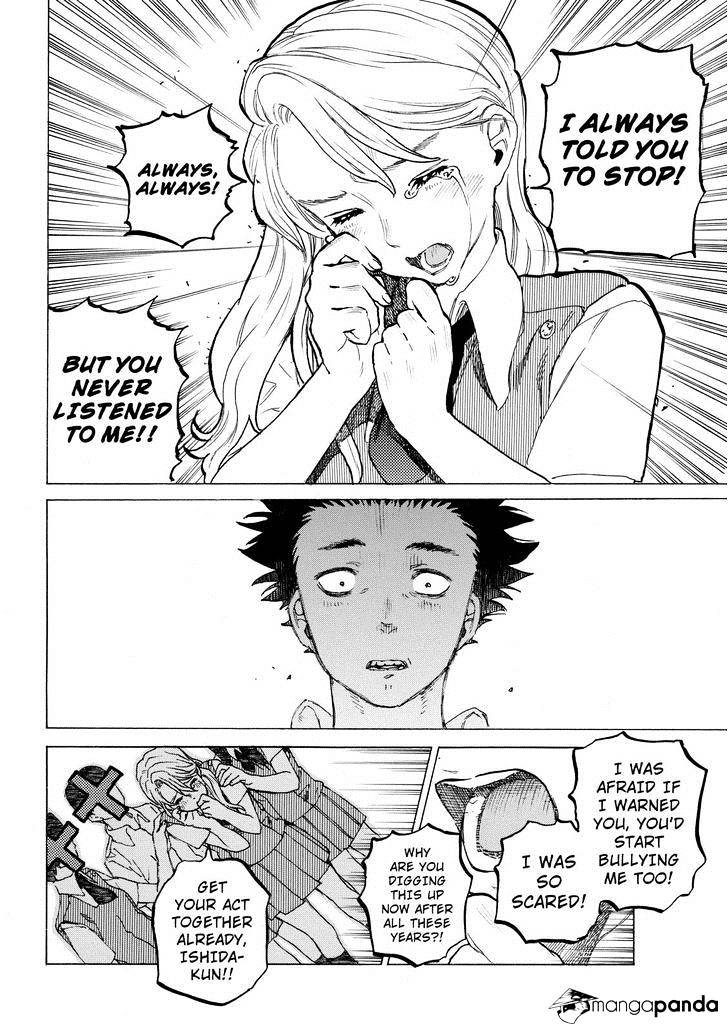 I ALWAYS
TOLD YOU
TO STOP!
ALWAYS,
ALWAYS!
BUT YOU
NEVER
LISTENED
TO ME!!
I WAS
AFRAID IF
I WARNED
YOU, YOU'D
START
BULLYING
ME TOO!
I WAS
SO
SCARED!
WHY
ARE YOU
DIGGING
THIS UP
NOW AFTER
ALL THESE
YEARS?!
GET
YOUR ACT
TOGETHER
ALREADY,
ISHIDA-
KUN!!
mangapanda